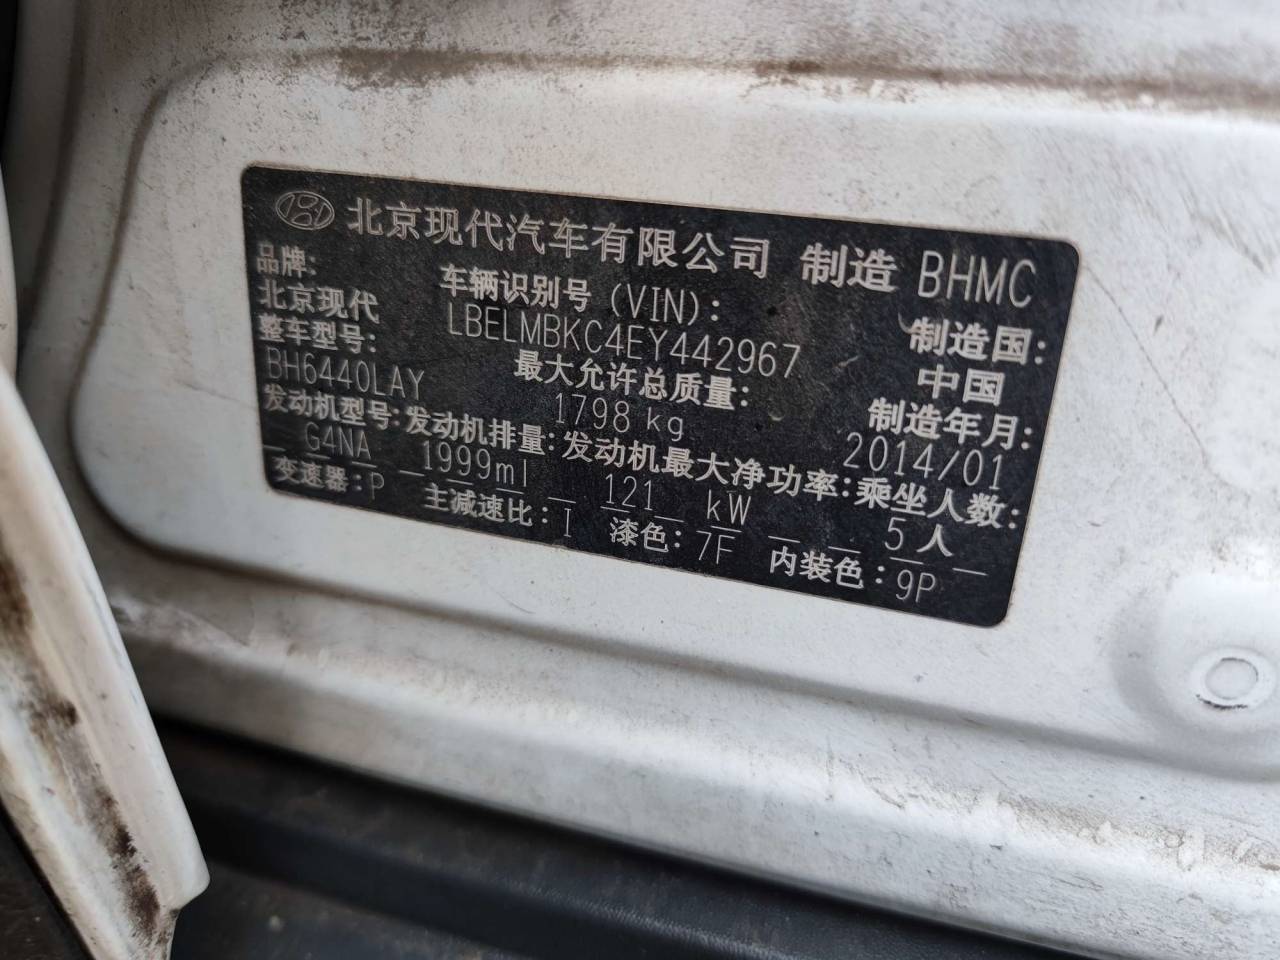 北京现代汽车有限公司 制造 BHMC
品牌: 车辆识别号 (VIN): 制造国:
北京现代 LBELMBKC4EY442967 中国
整车型号: 最大允许总质量: 制造年月:
BH6440LAY 1798 kg 2014/01
发动机型号: 发动机排量: 发动机最大净功率: 乘坐人数:
G4NA 1999ml 121 kW 5 人
变速器: P 主减速比: I 漆色: 7F 内装色: 9P